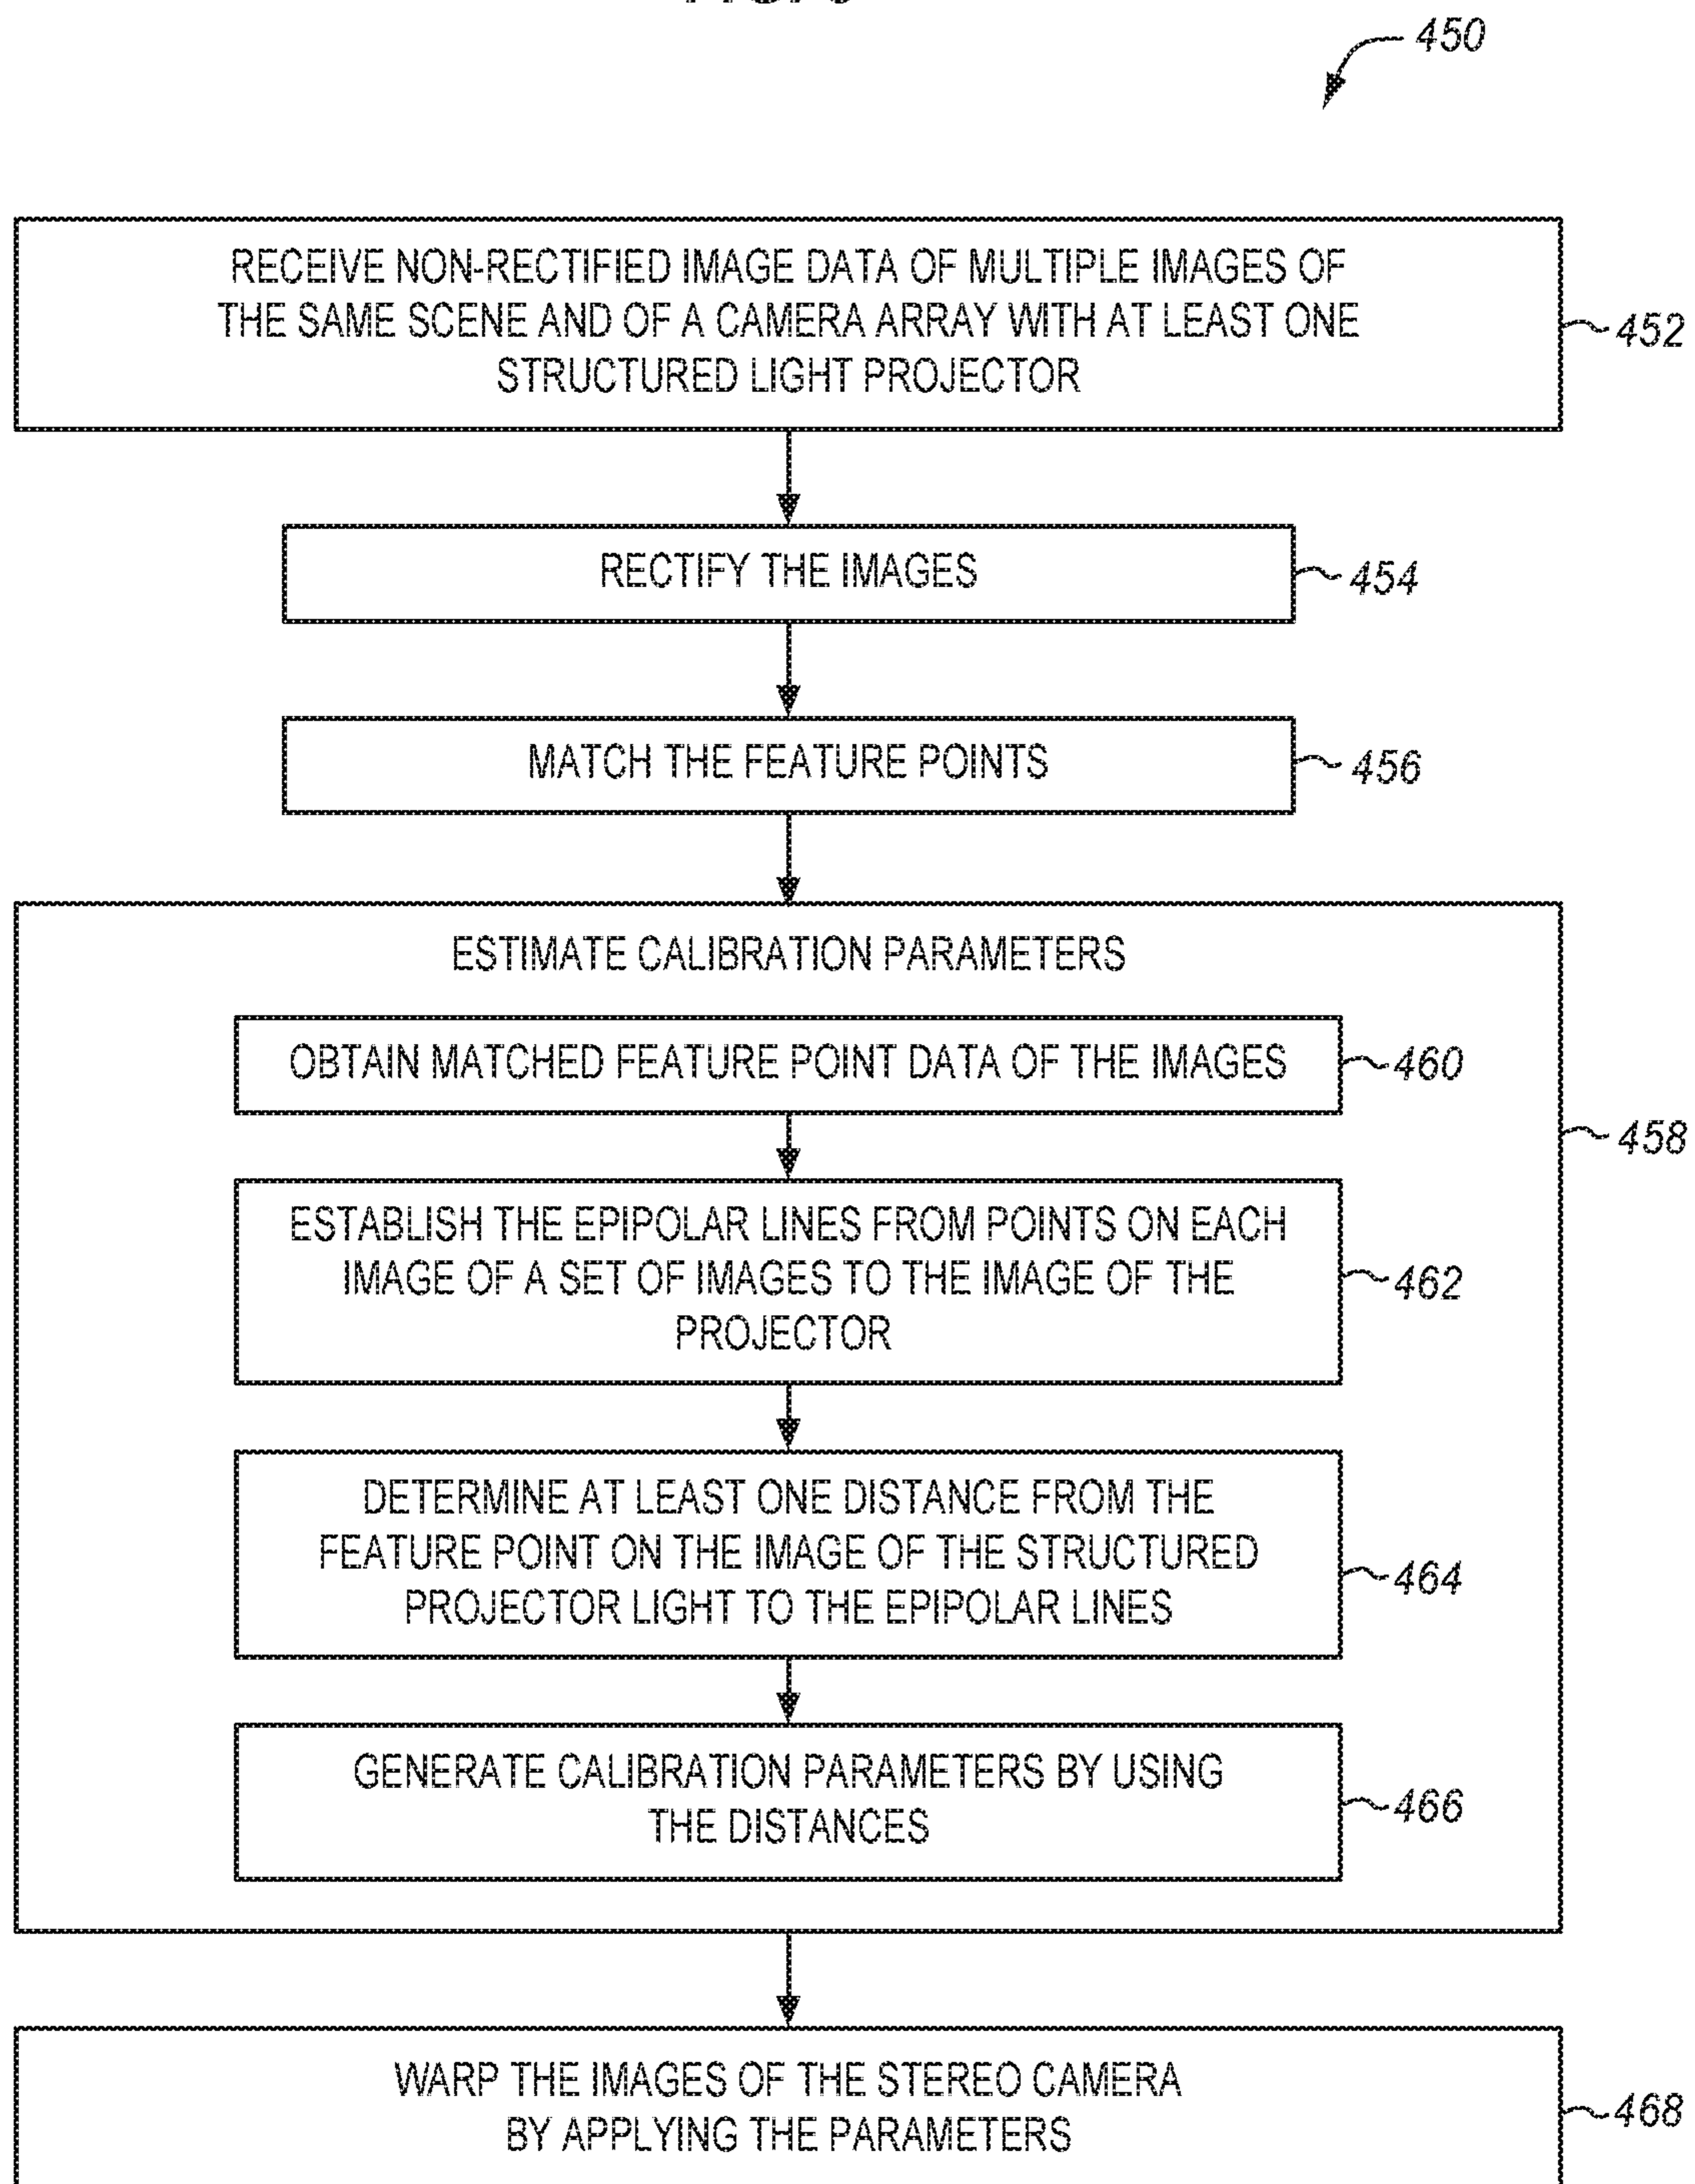 450
RECEIVE NON-RECTIFIED IMAGE DATA OF MULTIPLE IMAGES OF
THE SAME SCENE AND OF A CAMERA ARRAY WITH AT LEAST ONE
STRUCTURED LIGHT PROJECTOR
452
RECTIFY THE IMAGES
454
MATCH THE FEATURE POINTS
456
ESTIMATE CALIBRATION PARAMETERS
458
OBTAIN MATCHED FEATURE POINT DATA OF THE IMAGES
460
ESTABLISH THE EPIPOLAR LINES FROM POINTS ON EACH
IMAGE OF A SET OF IMAGES TO THE IMAGE OF THE
PROJECTOR
462
DETERMINE AT LEAST ONE DISTANCE FROM THE
FEATURE POINT ON THE IMAGE OF THE STRUCTURED
PROJECTOR LIGHT TO THE EPIPOLAR LINES
464
GENERATE CALIBRATION PARAMETERS BY USING
THE DISTANCES
466
WARP THE IMAGES OF THE STEREO CAMERA
BY APPLYING THE PARAMETERS
468